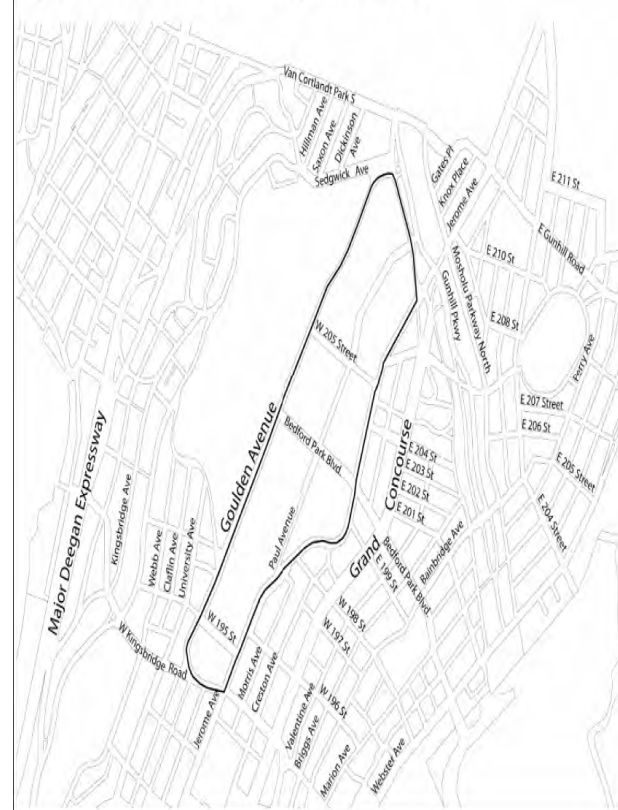 Van Cortlandt Park S
Hillman Ave
Saxon Ave
Dickinson
Ave
Sedgwick Ave
Gates Pl
Knox Place
Jerome Ave
E 211 St
E Gunhill Road
E 210 St
Mosholu Parkway North
Gunhill Pkwy
E 208 St
Perry Ave
W 205 Street
E 207 Street
E 206 St
E 205 Street
Goulden Avenue
Bedford Park Blvd.
Concourse
E 204 St
E 203 St
E 202 St
E 201 St
E 204 Street
Major Deegan Expressway
Kingsbridge Ave
Paul Avenue
Grand
Bedford Park Blvd.
Bainbridge Ave
E 199 St
Webb Ave
Claflin Ave
University Ave
W 195 St
W 198 St
W 197 St
W Kingsbridge Road
Morris Ave
Creston Ave
W 196 St
Jerome Ave
Valentine Ave
Briggs Ave
Marion Ave
Webster Ave